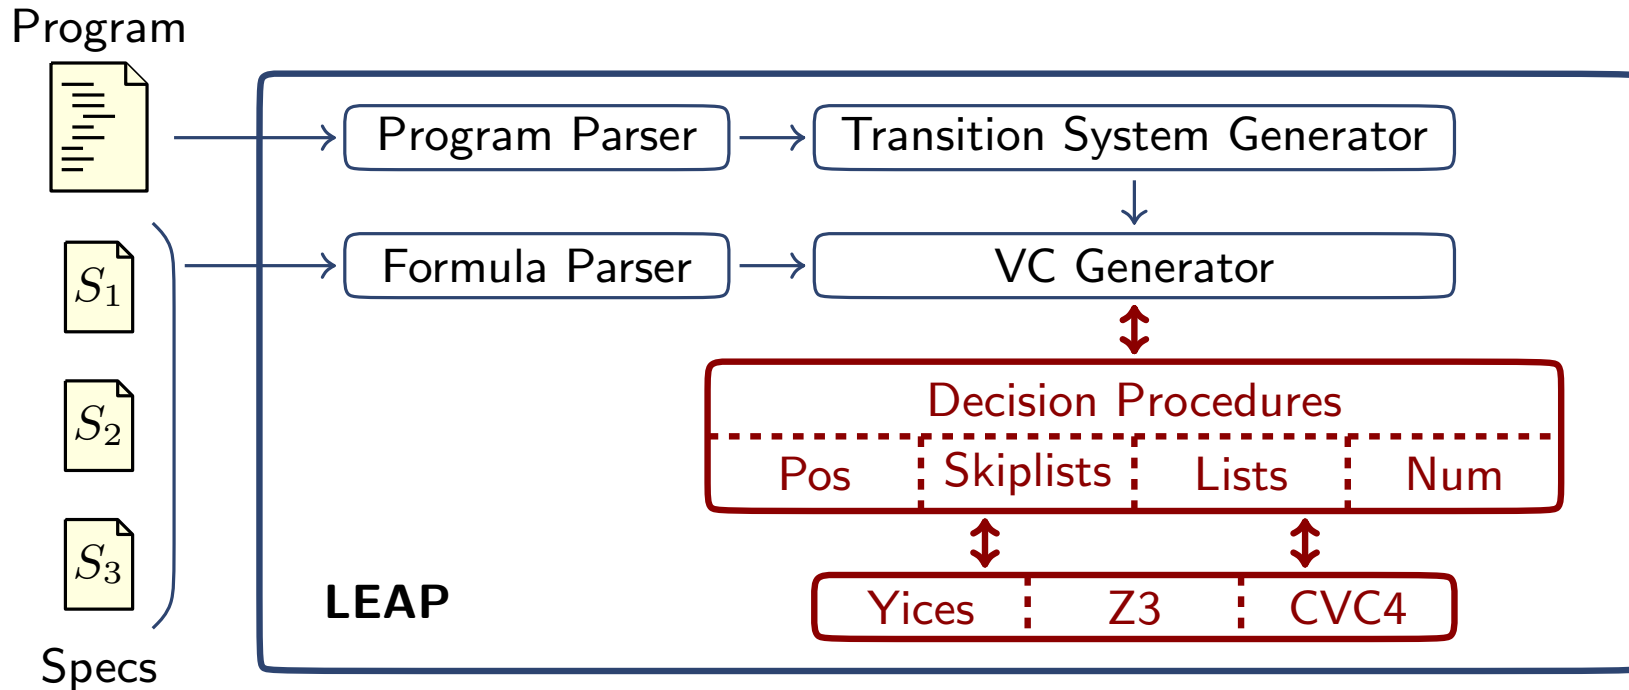 Program
Program Parser
Transition System Generator
Formula Parser
VC Generator
S1
S2
S3
Specs
Decision Procedures
Pos Skiplists Lists Num
Yices Z3 CVC4
LEAP